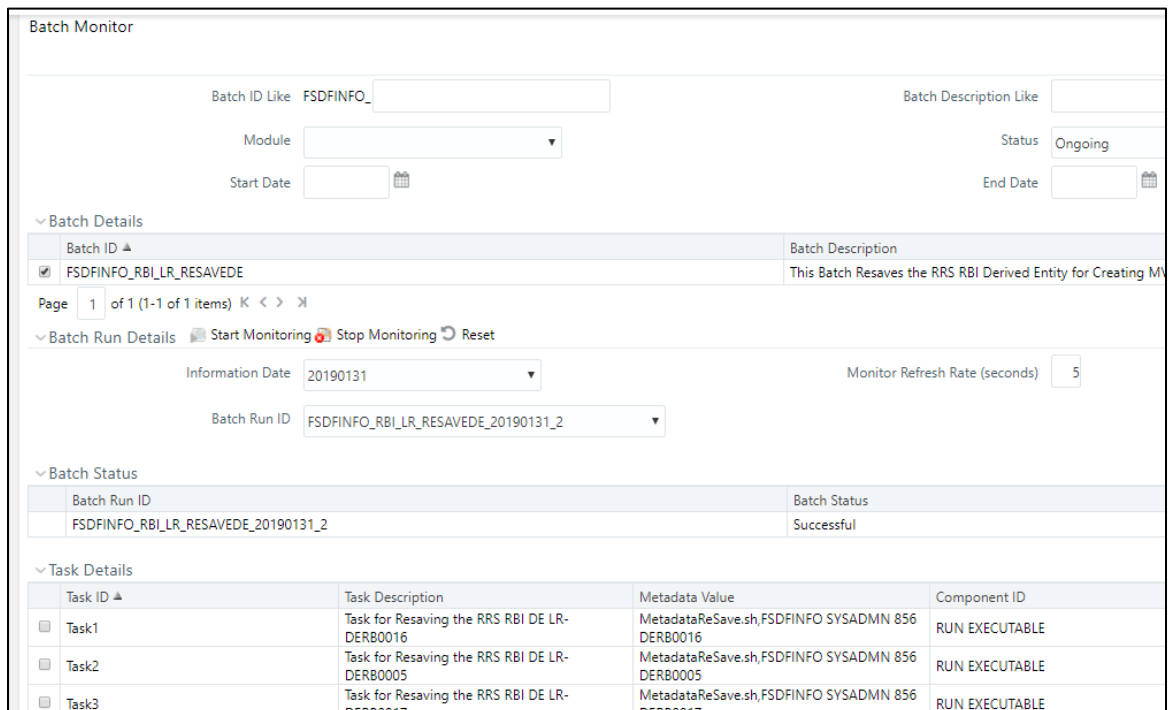 Batch Monitor
Batch ID Like FSDFINFO_ Batch Description Like
Module Status Ongoing
Start Date End Date
Batch Details
Batch ID Batch Description
FSDFINFO_RBI_LR_RESAVEDE This Batch Resaves the RRS RBI Derived Entity for Creating
Page 1 of 1 (1-1 of 1 items)
Batch Run Details Start Monitoring Stop Monitoring Reset
Information Date 20190131 Monitor Refresh Rate (seconds) 5
Batch Run ID FSDFINFO_RBI_LR_RESAVEDE_20190131_2
Batch Status
Batch Run ID Batch Status
FSDFINFO_RBI_LR_RESAVEDE_20190131_2 Successful
Task Details
Task ID Task Description Metadata Value Component ID
Task1 Task for Resaving the RRS RBI DE LR- MetadataReSave.sh,FSDFINFO SYSADMN 856 RUN EXECUTABLE
DERB0016 DERB0016
Task2 Task for Resaving the RRS RBI DE LR- MetadataReSave.sh,FSDFINFO SYSADMN 856 RUN EXECUTABLE
DERB0005 DERB0005
Task3 Task for Resaving the RRS RBI DE LR- MetadataReSave.sh,FSDFINFO SYSADMN 856 RUN EXECUTABLE